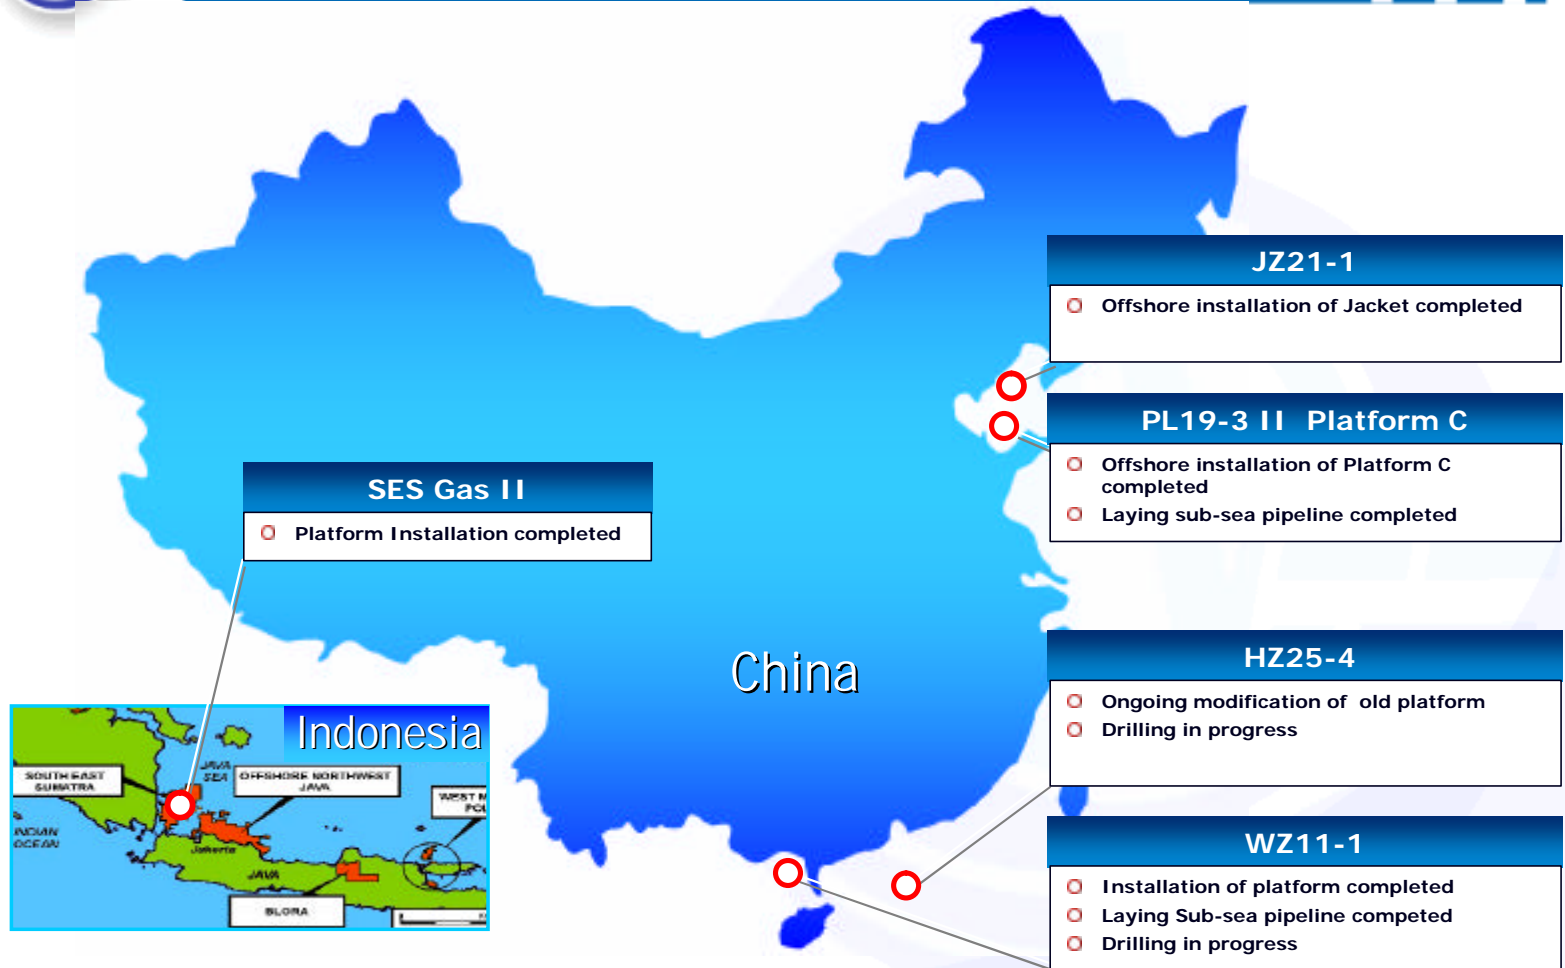 JZ21-1
Offshore installation of Jacket completed
PL19-3 II Platform C
Offshore installation of Platform C
completed
Laying sub-sea pipeline completed
SES Gas II
Platform Installation completed
China
HZ25-4
Ongoing modification of old platform
Drilling in progress
Indonesia
JAVA
SEA
SOUTH EAST
SUMATRA
OFFSHORE NORTHWEST
JAVA
WEST
INDIAN
OCEAN
Jakarta
JAVA
BLORA
WZ11-1
Installation of platform completed
Laying Sub-sea pipeline competed
Drilling in progress